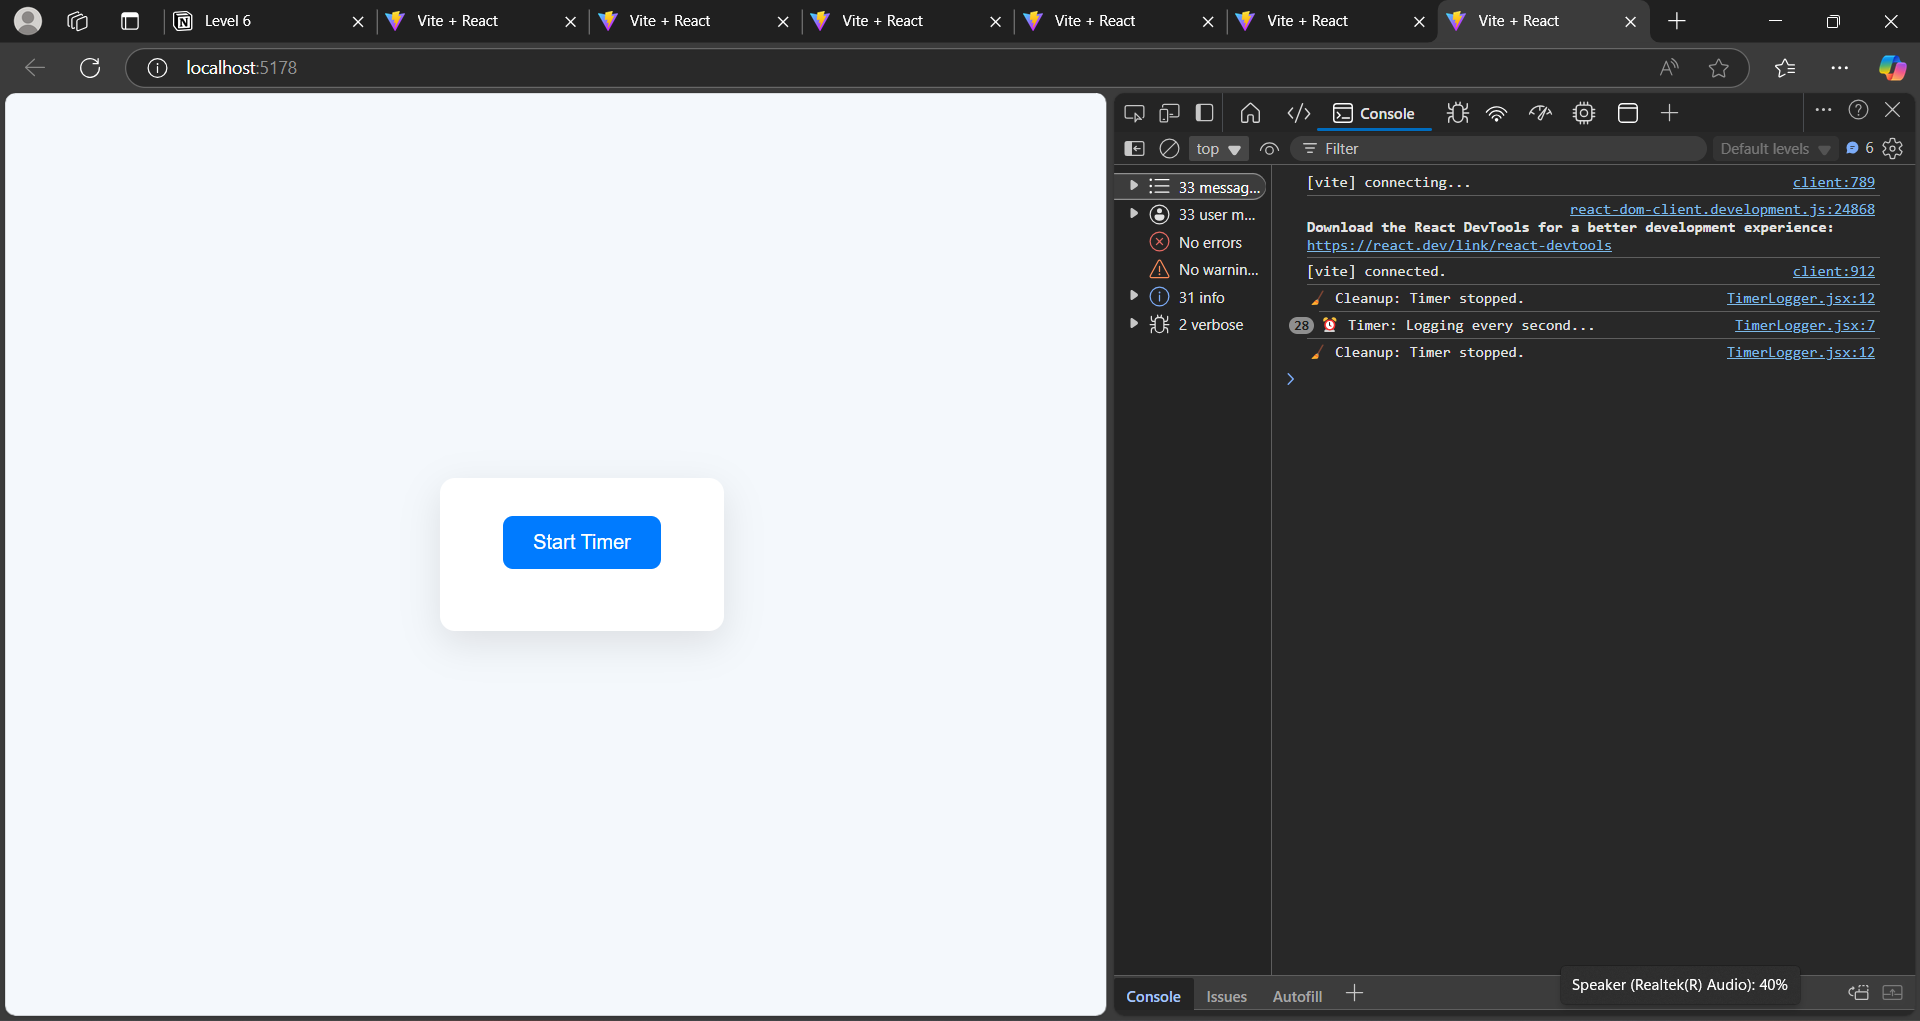 Level 6
Vite + React
Vite + React
Vite + React
Vite + React
Vite + React
Vite + React
localhost:5178
Console
top
Filter
Default levels
6
33 messag...
33 user m...
No errors
No warnin...
31 info
2 verbose
[vite] connecting... client:789
react-dom-client.development.js:24868
Download the React DevTools for a better development experience:
https://react.dev/link/react-devtools
[vite] connected. client:912
🧹 Cleanup: Timer stopped. TimerLogger.jsx:12
28 ⏰ Timer: Logging every second... TimerLogger.jsx:7
🧹 Cleanup: Timer stopped. TimerLogger.jsx:12
Start Timer
Console
Issues
Autofill
Speaker (Realtek(R) Audio): 40%